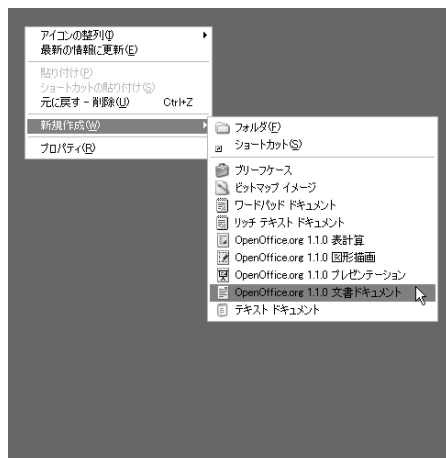 アイコンの整列(I)
最新の情報に更新(E)
貼り付け(P)
ショートカットの貼り付け(S)
元に戻す - 削除(U) Ctrl+Z
新規作成(W)
プロパティ(R)
フォルダ(F)
ショートカット(S)
ブリーフケース
ビットマップ イメージ
ワードパッド ドキュメント
リッチ テキスト ドキュメント
OpenOffice.org 1.1.0 表計算
OpenOffice.org 1.1.0 図形描画
OpenOffice.org 1.1.0 プレゼンテーション
OpenOffice.org 1.1.0 文書ドキュメント
テキスト ドキュメント